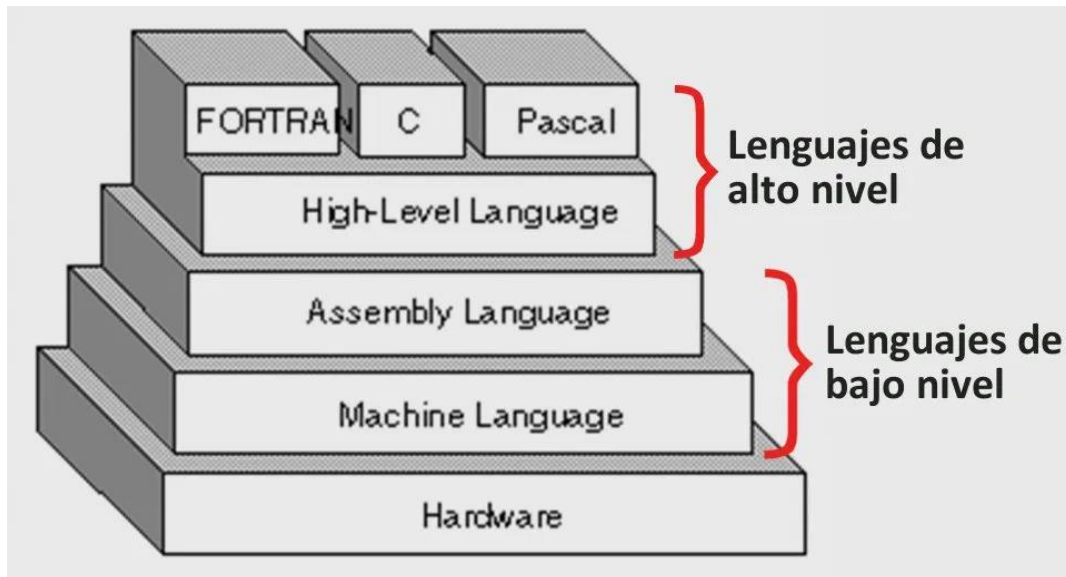 FORTRAN
C
Pascal
Lenguajes de
alto nivel
High-Level Language
Assembly Language
Lenguajes de
bajo nivel
Machine Language
Hardware